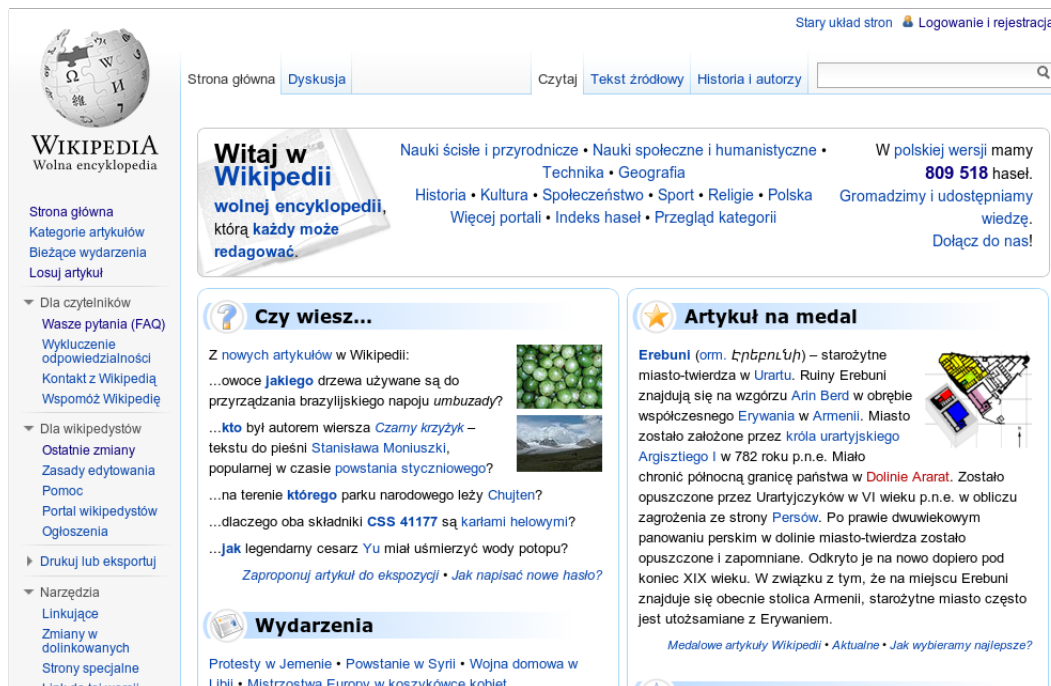 Stary układ stron Logowanie i rejestracja
Strona główna Dyskusja Czytaj Tekst źródłowy Historia i autorzy
WIKIPEDIA
Wolna encyklopedia
Strona główna
Kategorie artykułów
Bieżące wydarzenia
Losuj artykuł
Dla czytelników
Wasze pytania (FAQ)
Wykluczenie
odpowiedzialności
Kontakt z Wikipedią
Wspomóż Wikipedię
Dla wikipedystów
Ostatnie zmiany
Zasady edytowania
Pomoc
Portal wikipedystów
Ogłoszenia
Drukuj lub eksportuj
Narzędzia
Linkujące
Zmiany w
dolinkowanych
Strony specjalne
Witaj w
Wikipedii
wolnej encyklopedii,
którą każdy może
redagować.
Nauki ścisłe i przyrodnicze • Nauki społeczne i humanistyczne •
Technika • Geografia
Historia • Kultura • Społeczeństwo • Sport • Religie • Polska
Więcej portali • Indeks haseł • Przegląd kategorii
W polskiej wersji mamy
809 518 haseł.
Gromadzimy i udostępniamy
wiedzę.
Dołącz do nas!
Czy wiesz...
Z nowych artykułów w Wikipedii:
...owoce jakiego drzewa używane są do
przyrządzania brazylijskiego napoju umbuzady?
...kto był autorem wiersza Czarny krzyżyk –
tekstu do pieśni Stanisława Moniuszki,
popularnej w czasie powstania styczniowego?
...na terenie którego parku narodowego leży Chujten?
...dlaczego oba składniki CSS 41177 są karłami helowymi?
...jak legendarny cesarz Yu miał uśmierzyć wody potopu?
Zaproponuj artykuł do ekspozycji • Jak napisać nowe hasło?
Wydarzenia
Protesty w Jemenie • Powstanie w Syrii • Wojna domowa w
Libii • Mistrzostwa Europy w koszykówce kobiet
Artykuł na medal
Erebuni (orm. Էրեբունի) – starożytne
miasto-twierdza w Urartu. Ruiny Erebuni
znajdują się na wzgórzu Arin Berd w obrębie
współczesnego Erywania w Armenii. Miasto
zostało założone przez króla urartyjskiego
Argisztiego I w 782 roku p.n.e. Miało
chronić północną granicę państwa w Dolinie Ararat. Zostało
opuszczone przez Urartyjczyków w VI wieku p.n.e. w obliczu
zagrożenia ze strony Persów. Po prawie dwuwiekowym
panowaniu perskim w dolinie miasto-twierdza zostało
opuszczone i zapomniane. Odkryto je na nowo dopiero pod
koniec XIX wieku. W związku z tym, że na miejscu Erebuni
znajduje się obecnie stolica Armenii, starożytne miasto często
jest utożsamiane z Erywaniem.
Medalowe artykuły Wikipedii • Aktualne • Jak wybieramy najlepsze?